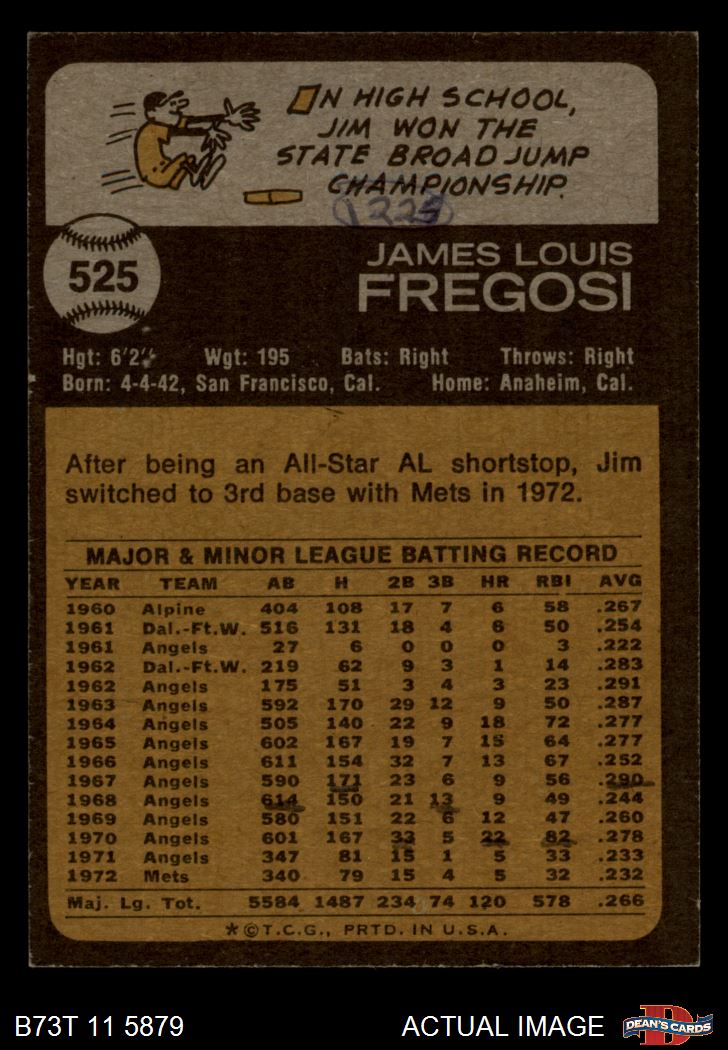 IN HIGH SCHOOL,
JIM WON THE
STATE BROAD JUMP
CHAMPIONSHIP.
525
JAMES LOUIS
FREGOSI
Hgt: 6'2" Wgt: 195 Bats: Right Throws: Right
Born: 4-4-42, San Francisco, Cal. Home: Anaheim, Cal.
After being an All-Star AL shortstop, Jim
switched to 3rd base with Mets in 1972.
MAJOR & MINOR LEAGUE BATTING RECORD
YEAR TEAM AB H 2B 3B HR RBI AVG
1960 Alpine 404 108 17 7 6 58 .267
1961 Dal.-Ft.W. 516 131 18 4 6 50 .254
1961 Angels 27 6 0 0 0 3 .222
1962 Dal.-Ft.W. 219 62 9 3 1 14 .283
1962 Angels 175 51 3 4 3 23 .291
1963 Angels 592 170 29 12 9 50 .287
1964 Angels 505 140 22 9 18 72 .277
1965 Angels 602 167 19 7 15 64 .277
1966 Angels 611 154 32 7 13 67 .252
1967 Angels 590 171 23 6 9 56 .290
1968 Angels 614 150 21 13 9 49 .244
1969 Angels 580 151 22 6 12 47 .260
1970 Angels 601 167 33 5 22 82 .278
1971 Angels 347 81 15 1 5 33 .233
1972 Mets 340 79 15 4 5 32 .232
Maj. Lg. Tot. 5584 1487 234 74 120 578 .266
*©T.C.G., PRTD. IN U.S.A.
B73T 11 5879 ACTUAL IMAGE
DEAN'S CARDS